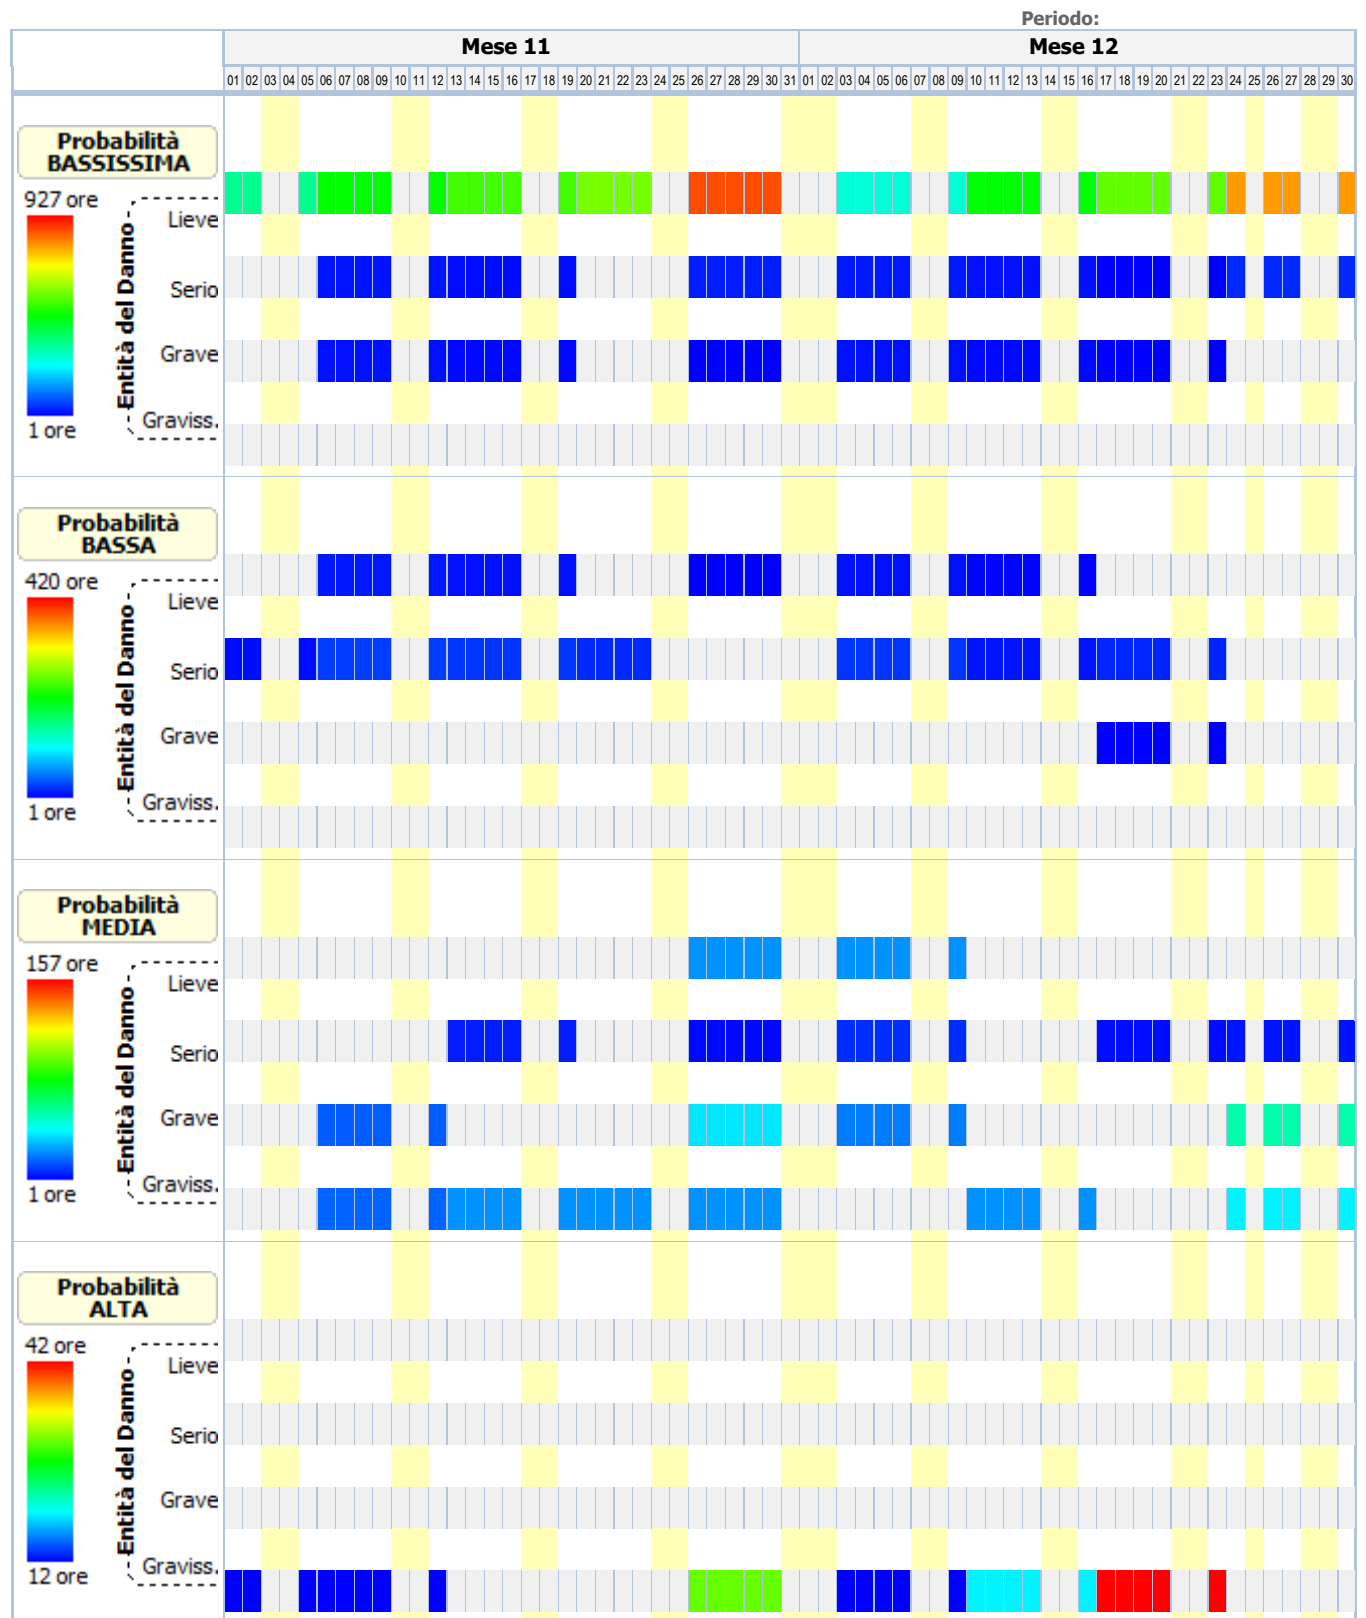 Periodo:
Mese 11 Mese 12
01 02 03 04 05 06 07 08 09 10 11 12 13 14 15 16 17 18 19 20 21 22 23 24 25 26 27 28 29 30 31 01 02 03 04 05 06 07 08 09 10 11 12 13 14 15 16 17 18 19 20 21 22 23 24 25 26 27 28 29 30
Probabilità
BASSISSIMA
927 ore
Lieve
Serio
Grave
Graviss.
1 ore
Entità del Danno
Probabilità
BASSA
420 ore
Lieve
Serio
Grave
Graviss.
1 ore
Entità del Danno
Probabilità
MEDIA
157 ore
Lieve
Serio
Grave
Graviss.
1 ore
Entità del Danno
Probabilità
ALTA
42 ore
Lieve
Serio
Grave
Graviss.
12 ore
Entità del Danno